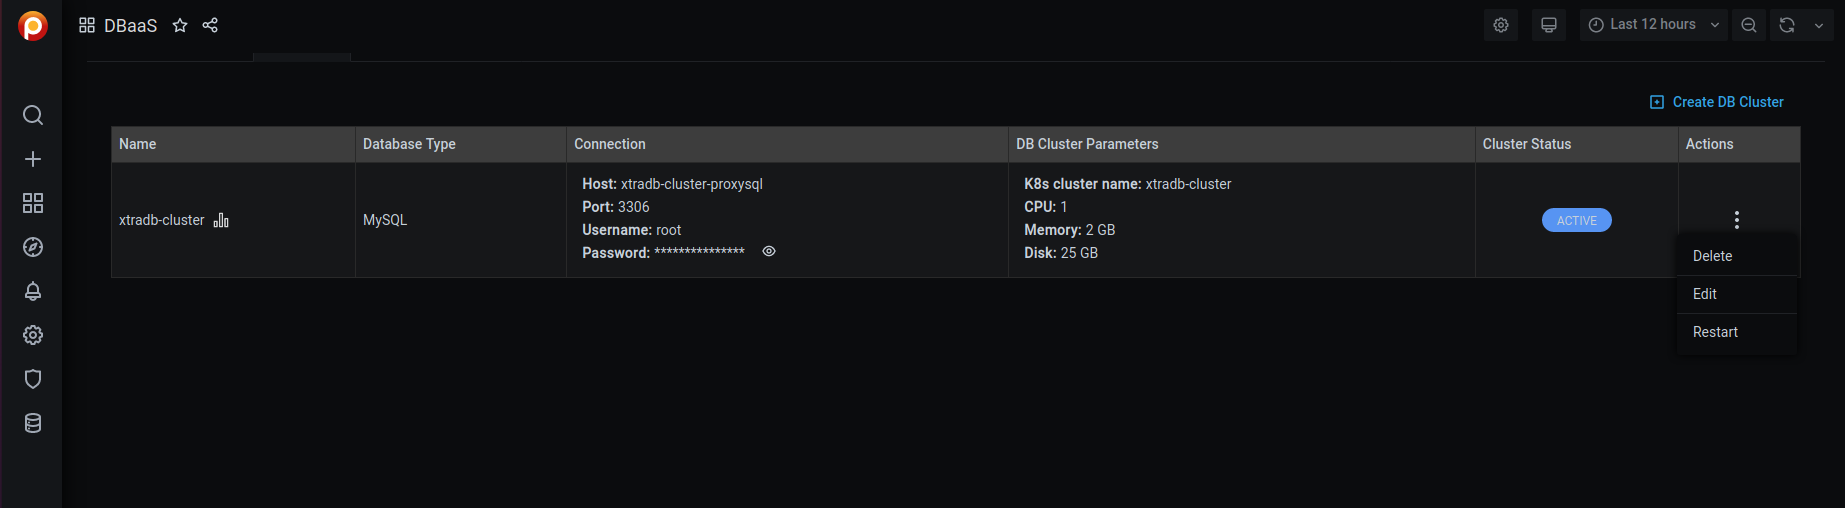 DBaaS
Last 12 hours
Create DB Cluster
Name Database Type Connection DB Cluster Parameters Cluster Status Actions
xtradb-cluster
MySQL
Host: xtradb-cluster-proxysql
Port: 3306
Username: root
Password: ***************
K8s cluster name: xtradb-cluster
CPU: 1
Memory: 2 GB
Disk: 25 GB
ACTIVE
Delete
Edit
Restart